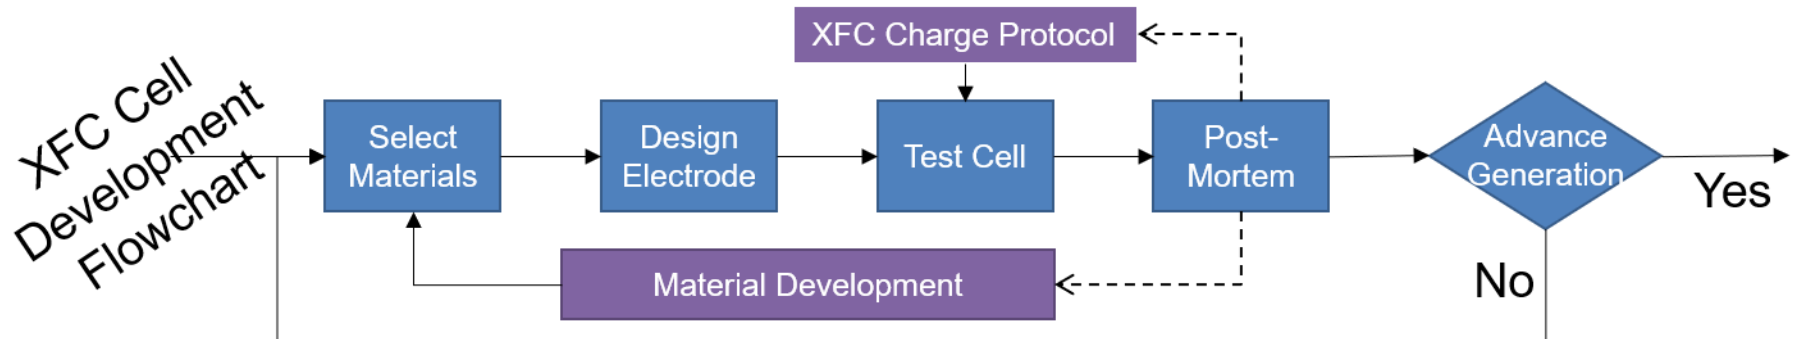 XFC Cell
Development
Flowchart
XFC Charge Protocol
Select
Materials
Design
Electrode
Test Cell
Post-
Mortem
Advance
Generation
Yes
Material Development
No